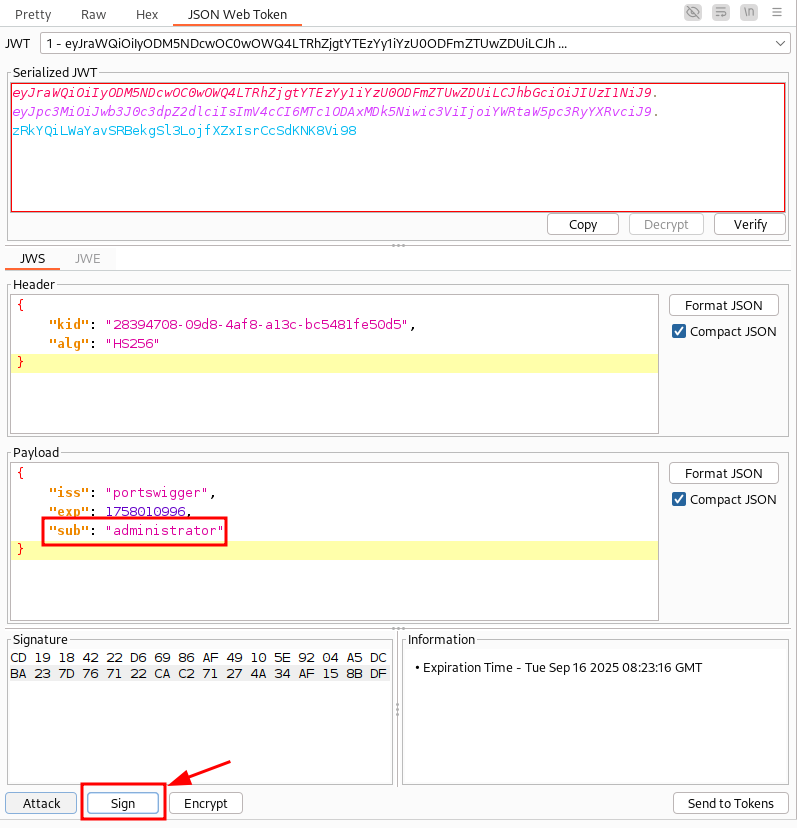 Pretty Raw Hex JSON Web Token \n
JWT 1 - eyJraWQiOiIyODM5NDcwOC0wOWQ4LTRhZjgtYTEzYy1iYzU0ODFmZTUwZDUiLCJh ...
Serialized JWT
eyJraWQiOiIyODM5NDcwOC0wOWQ4LTRhZjgtYTEzYy1iYzU0ODFmZTUwZDUiLCJhbGciOiJIUzI1NiJ9.
eyJpc3MiOiJwb3J0c3dpZ2dlciIsImV4cCI6MTc1ODAxMDk5Niwic3ViIjoiYWRtaW5pc3RyYXRvciJ9.
zRkYQiLWaYavSRBekgSl3LojfXZxIsrCcSdKNK8Vi98
Copy Decrypt Verify
JWS JWE
Header
{
"kid": "28394708-09d8-4af8-a13c-bc5481fe50d5",
"alg": "HS256"
}
Format JSON
Compact JSON
Payload
{
"iss": "portswigger",
"exp": 1758010996,
"sub": "administrator"
}
Format JSON
Compact JSON
Signature
CD 19 18 42 22 D6 69 86 AF 49 10 5E 92 04 A5 DC
BA 23 7D 76 71 22 CA C2 71 27 4A 34 AF 15 8B DF
Information
• Expiration Time - Tue Sep 16 2025 08:23:16 GMT
Attack Sign Encrypt Send to Tokens